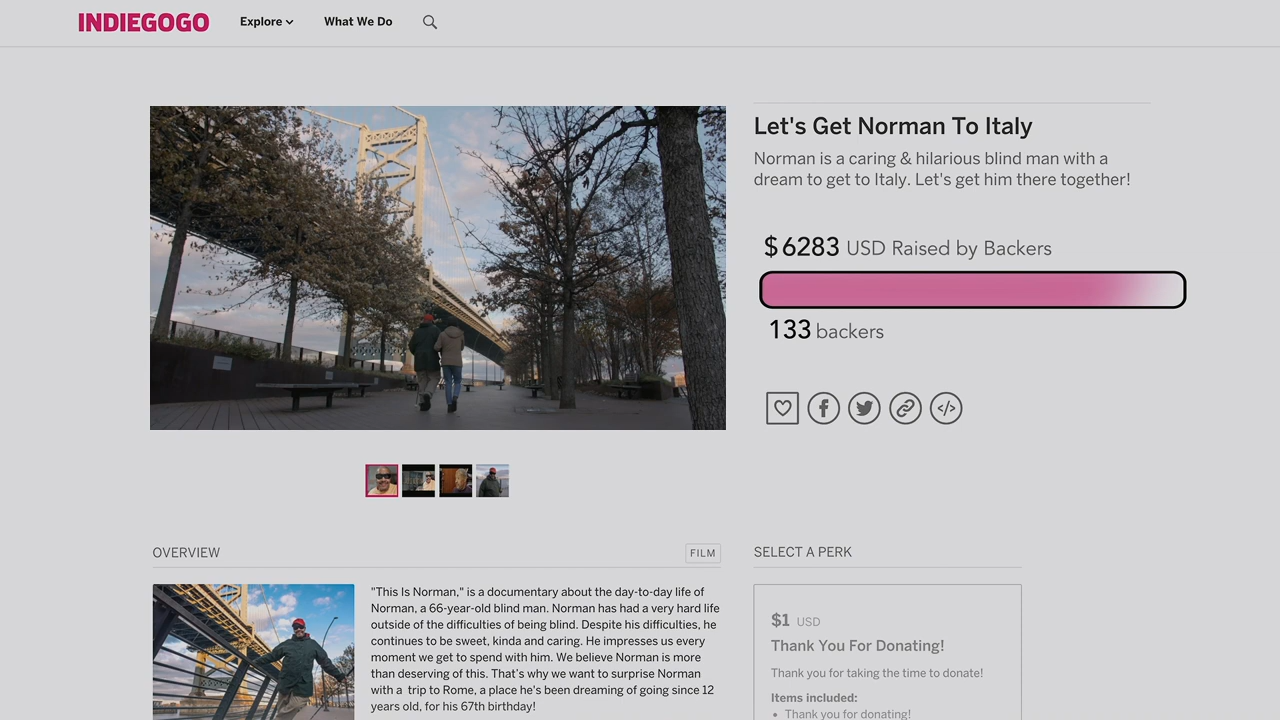 INDIEGOGO
Explore
What We Do
Let's Get Norman To Italy
Norman is a caring & hilarious blind man with a
dream to get to Italy. Let's get him there together!
$6283 USD Raised by Backers
133 backers
OVERVIEW
FILM
"This Is Norman," is a documentary about the day-to-day life of
Norman, a 66-year-old blind man. Norman has had a very hard life
outside of the difficulties of being blind. Despite his difficulties, he
continues to be sweet, kinda and caring. He impresses us every
moment we get to spend with him. We believe Norman is more
than deserving of this. That's why we want to surprise Norman
with a trip to Rome, a place he's been dreaming of going since 12
years old, for his 67th birthday!
SELECT A PERK
$1 USD
Thank You For Donating!
Thank you for taking the time to donate!
Items included:
• Thank you for donating!